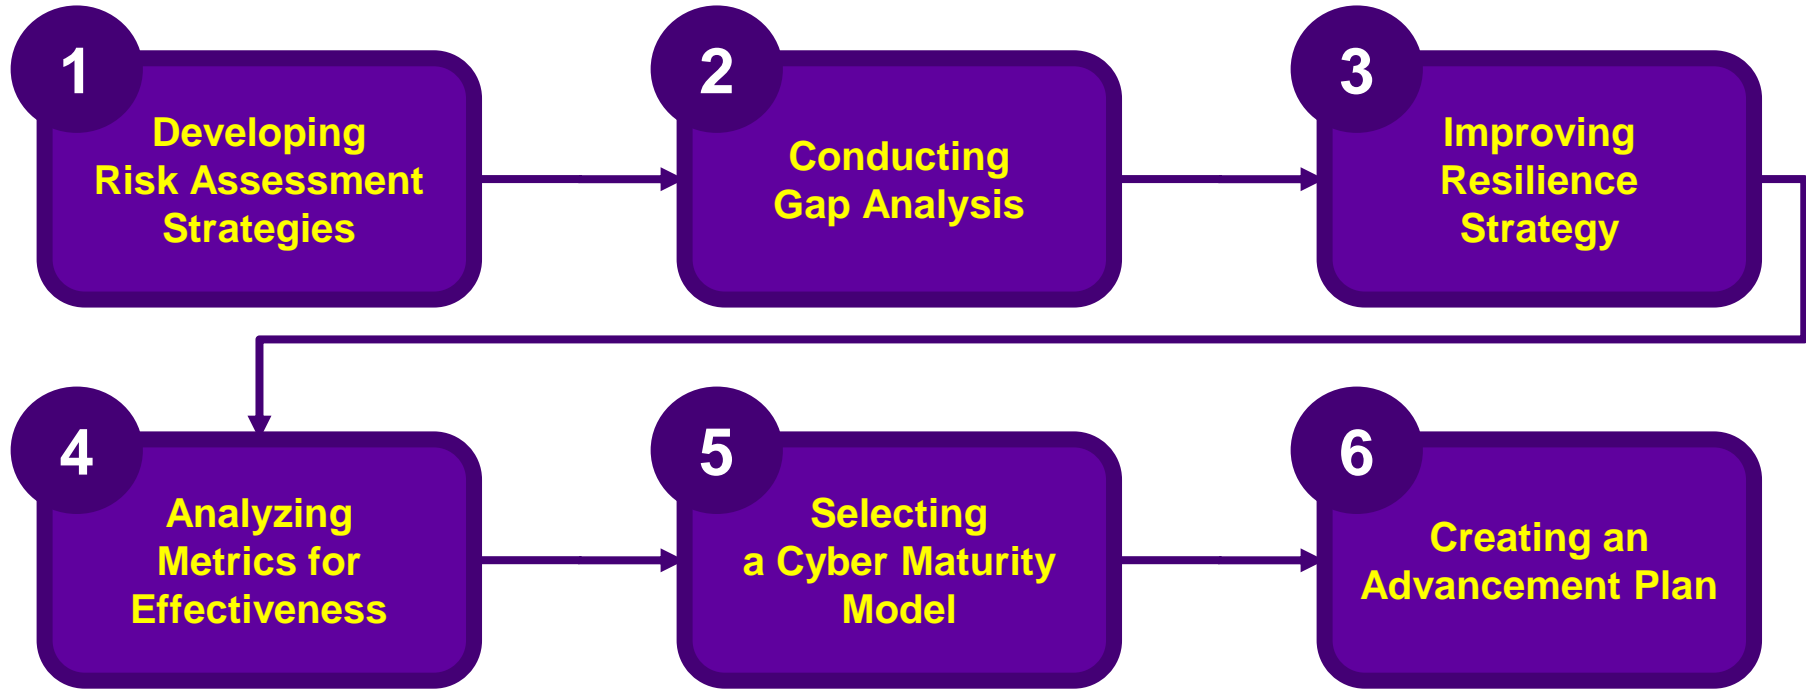 1
Developing
Risk Assessment
Strategies
2
Conducting
Gap Analysis
3
Improving
Resilience
Strategy
4
Analyzing
Metrics for
Effectiveness
5
Selecting
a Cyber Maturity
Model
6
Creating an
Advancement Plan